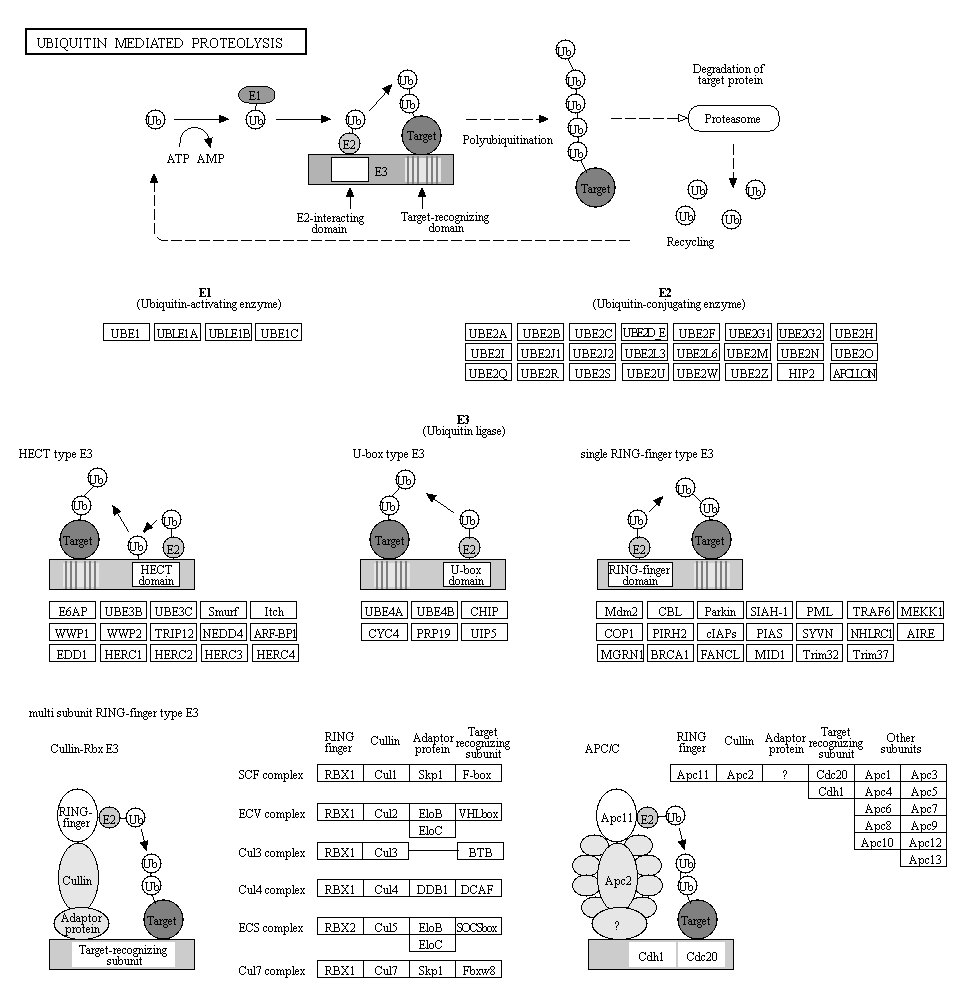 UBIQUITIN MEDIATED PROTEOLYSIS
Ub
E1
Ub
ATP AMP
Ub
E2
Ub
Ub
Target
E3
E2-interacting
domain
Target-recognizing
domain
Polyubiquitination
Ub
Ub
Ub
Ub
Ub
Target
Degradation of
target protein
Proteasome
Ub
Ub
Ub
Ub
Recycling
E1
(Ubiquitin-activating enzyme)
UBE1 UBLE1A UBLE1B UBE1C
E2
(Ubiquitin-conjugating enzyme)
UBE2A UBE2B UBE2C UBE2D_E UBE2F UBE2G1 UBE2G2 UBE2H
UBE2I UBE2J1 UBE2J2 UBE2L3 UBE2L6 UBE2M UBE2N UBE2O
UBE2Q UBE2R UBE2S UBE2U UBE2W UBE2Z HIP2 APOLLON
E3
(Ubiquitin ligase)
HECT type E3
Ub
Ub
Target
Ub
Ub
E2
HECT
domain
E6AP UBE3B UBE3C Smurf Itch
WWP1 WWP2 TRIP12 NEDD4 ARF-BP1
EDD1 HERC1 HERC2 HERC3 HERC4
U-box type E3
Ub
Ub
Target
Ub
E2
U-box
domain
UBE4A UBE4B CHIP
CYC4 PRP19 UIP5
single RING-finger type E3
Ub
E2
Ub
Ub
Target
RING-finger
domain
Mdm2 CBL Parkin SIAH-1 PML TRAF6 MEKK1
COP1 PIRH2 cIAPs PIAS SYVN NHLRC1 AIRE
MGRN1 BRCA1 FANCL MID1 Trim32 Trim37
multi subunit RING-finger type E3
Cullin-Rbx E3
RING-
finger
E2
Ub
Ub
Ub
Cullin
Adaptor
protein
Target
Target-recognizing
subunit
RING
finger
Cullin
Adaptor
protein
Target
recognizing
subunit
SCF complex RBX1 Cul1 Skp1 F-box
ECV complex RBX1 Cul2 EloB VHLbox
EloC
Cul3 complex RBX1 Cul3 BTB
Cul4 complex RBX1 Cul4 DDB1 DCAF
ECS complex RBX2 Cul5 EloB SOCSbox
EloC
Cul7 complex RBX1 Cul7 Skp1 Fbxw8
APC/C
RING
finger
Cullin
Adaptor
protein
Target
recognizing
subunit
Other
subunits
Apc11 Apc2 ? Cdc20 Apc1 Apc3
Cdh1 Apc4 Apc5
Apc6 Apc7
Apc8 Apc9
Apc10 Apc12
Apc13
Apc11
E2
Ub
Ub
Ub
Apc2
?
Target
Cdh1 Cdc20